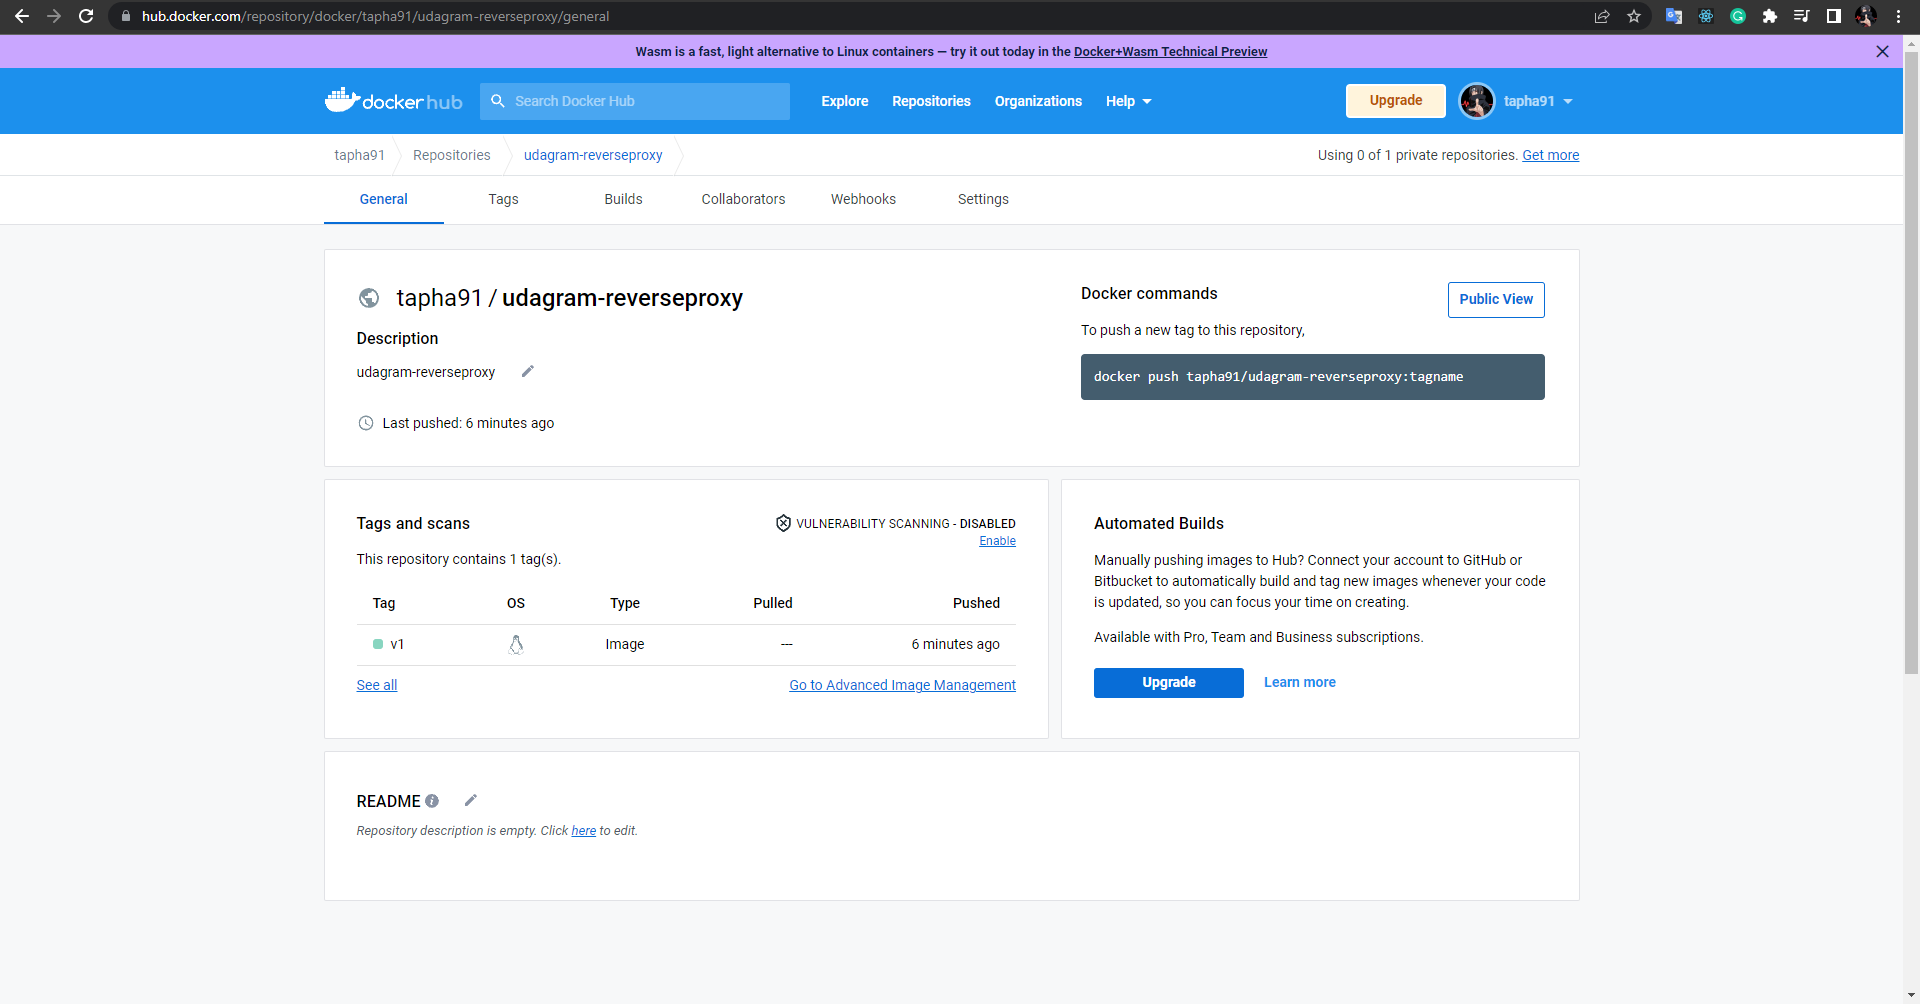 hub.docker.com/repository/docker/tapha91/udagram-reverseproxy/general
Wasm is a fast, light alternative to Linux containers — try it out today in the Docker+Wasm Technical Preview
docker hub
Search Docker Hub
Explore
Repositories
Organizations
Help
Upgrade
tapha91
tapha91
Repositories
udagram-reverseproxy
Using 0 of 1 private repositories. Get more
General
Tags
Builds
Collaborators
Webhooks
Settings
tapha91 / udagram-reverseproxy
Description
udagram-reverseproxy
Last pushed: 6 minutes ago
Docker commands
Public View
To push a new tag to this repository,
docker push tapha91/udagram-reverseproxy:tagname
Tags and scans
VULNERABILITY SCANNING - DISABLED
Enable
This repository contains 1 tag(s).
Tag OS Type Pulled Pushed
v1 Image --- 6 minutes ago
See all
Go to Advanced Image Management
Automated Builds
Manually pushing images to Hub? Connect your account to GitHub or
Bitbucket to automatically build and tag new images whenever your code
is updated, so you can focus your time on creating.
Available with Pro, Team and Business subscriptions.
Upgrade
Learn more
README
Repository description is empty. Click here to edit.